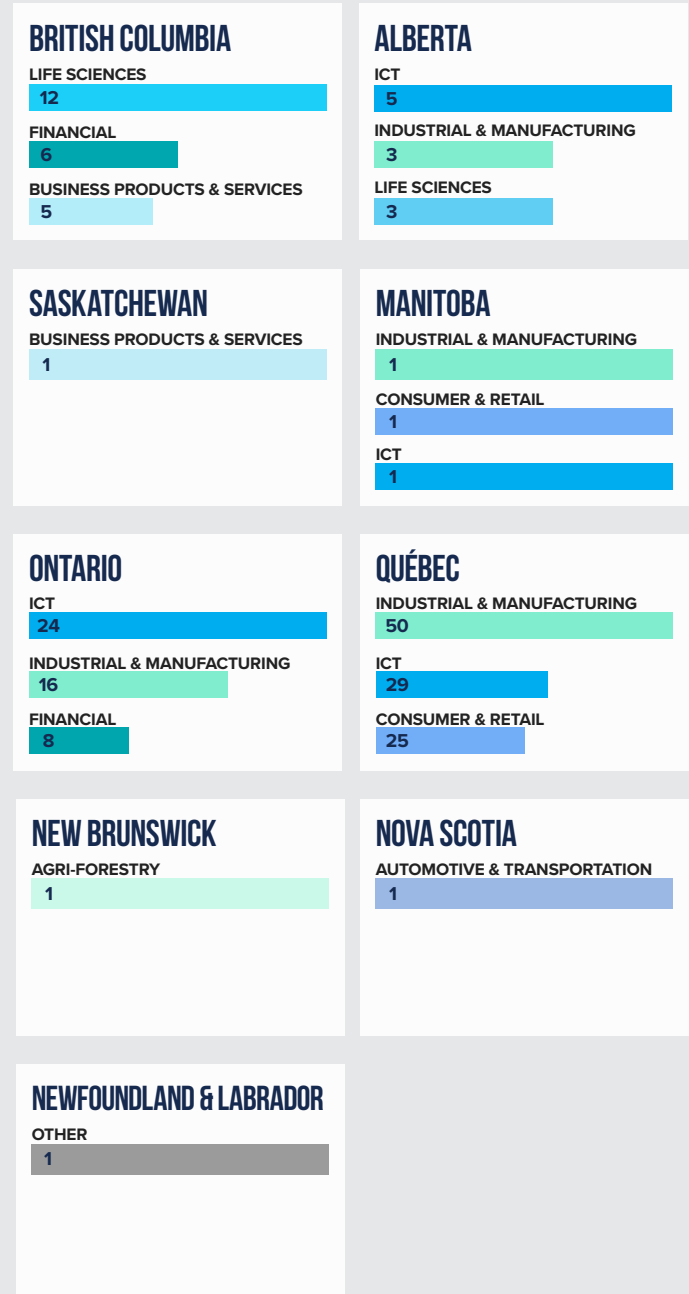 BRITISH COLUMBIA
LIFE SCIENCES
12
FINANCIAL
6
BUSINESS PRODUCTS & SERVICES
5
ALBERTA
ICT
5
INDUSTRIAL & MANUFACTURING
3
LIFE SCIENCES
3
SASKATCHEWAN
BUSINESS PRODUCTS & SERVICES
1
MANITOBA
INDUSTRIAL & MANUFACTURING
1
CONSUMER & RETAIL
1
ICT
1
ONTARIO
ICT
24
INDUSTRIAL & MANUFACTURING
16
FINANCIAL
8
QUÉBEC
INDUSTRIAL & MANUFACTURING
50
ICT
29
CONSUMER & RETAIL
25
NEW BRUNSWICK
AGRI-FORESTRY
1
NOVA SCOTIA
AUTOMOTIVE & TRANSPORTATION
1
NEWFOUNDLAND & LABRADOR
OTHER
1